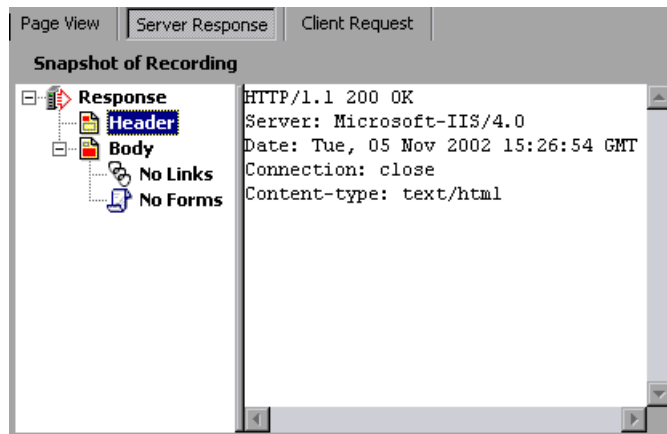 Page View Server Response Client Request
Snapshot of Recording
Response
Header
Body
No Links
No Forms
HTTP/1.1 200 OK
Server: Microsoft-IIS/4.0
Date: Tue, 05 Nov 2002 15:26:54 GMT
Connection: close
Content-type: text/html